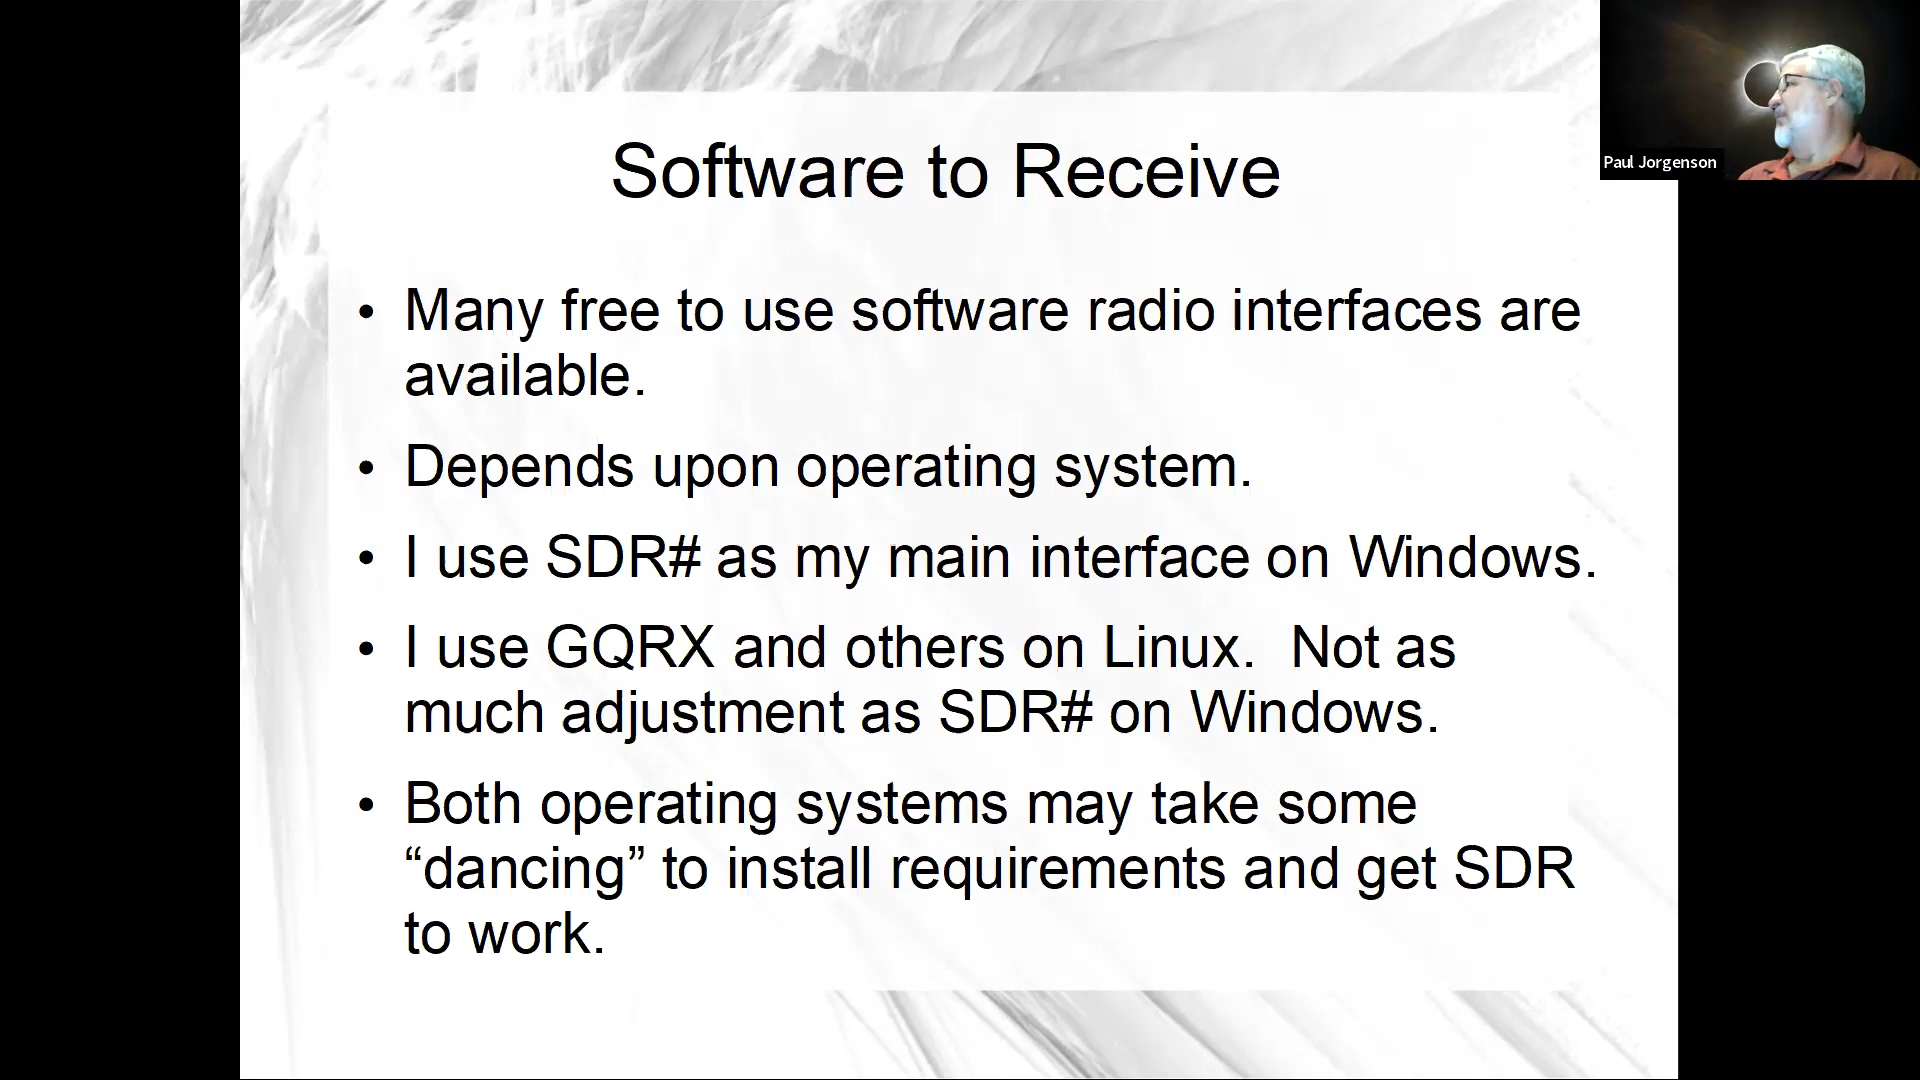 Software to Receive
Paul Jorgenson
• Many free to use software radio interfaces are
available.
• Depends upon operating system.
• I use SDR# as my main interface on Windows.
• I use GQRX and others on Linux.  Not as
much adjustment as SDR# on Windows.
• Both operating systems may take some
“dancing” to install requirements and get SDR
to work.